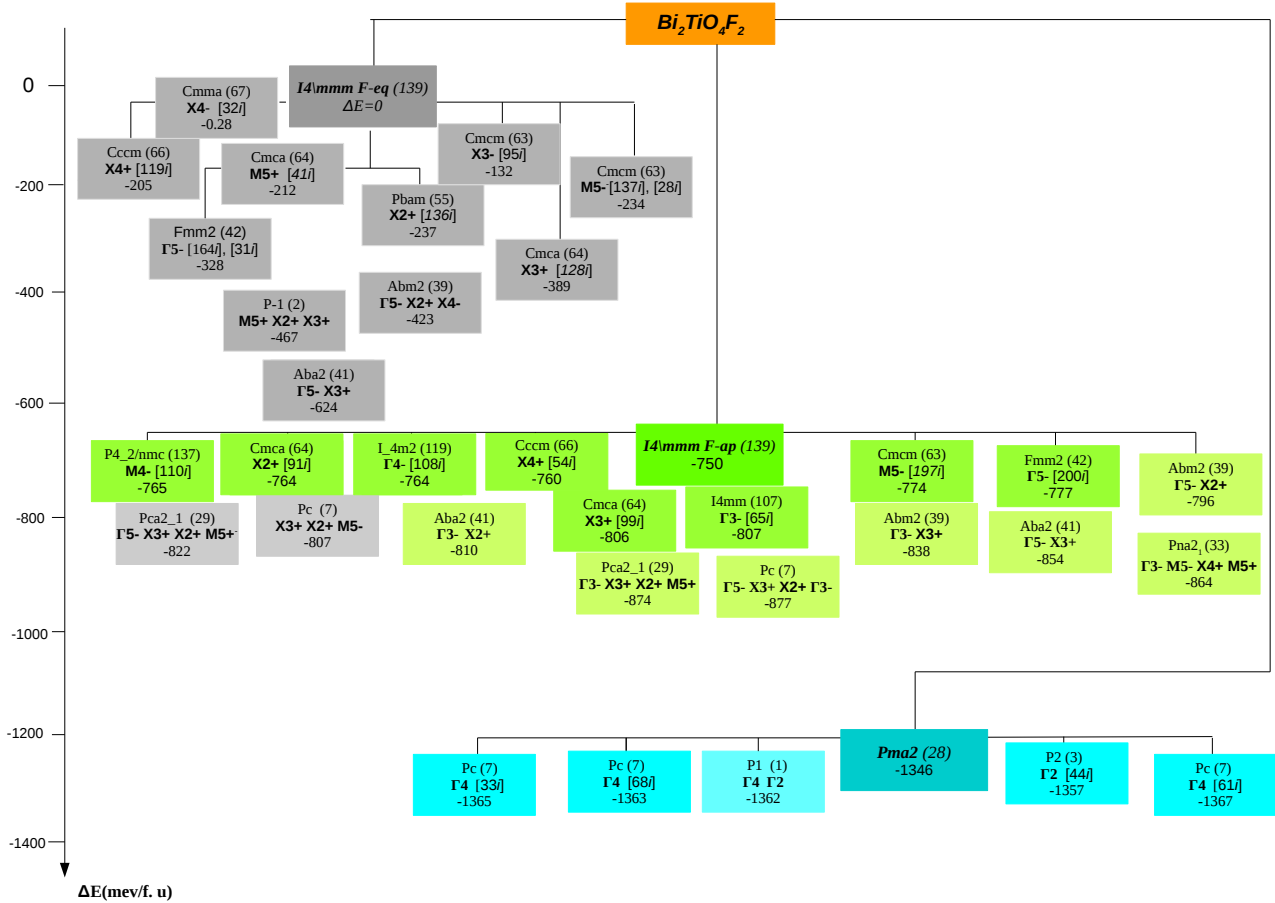 Bi2TiO4F2
0
-200
-400
-600
-800
-1000
-1200
-1400
ΔE(mev/f. u)
I4\mmm F-eq (139)
ΔE=0
Cmma (67)
X4- [32i]
-0.28
Cccm (66)
X4+ [119i]
-205
Cmca (64)
M5+ [41i]
-212
Fmm2 (42)
Γ5- [164i], [31i]
-328
Pbam (55)
X2+ [136i]
-237
Cmcm (63)
X3- [95i]
-132
Cmcm (63)
M5- [137i], [28i]
-234
Cmca (64)
X3+ [128i]
-389
P-1 (2)
M5+ X2+ X3+
-467
Abm2 (39)
Γ5- X2+ X4-
-423
Aba2 (41)
Γ5- X3+
-624
I4\mmm F-ap (139)
-750
P4_2/nmc (137)
M4- [110i]
-765
Cmca (64)
X2+ [91i]
-764
I_4m2 (119)
Γ4- [108i]
-764
Cccm (66)
X4+ [54i]
-760
Cmca (64)
X3+ [99i]
-806
I4mm (107)
Γ3- [65i]
-807
Cmcm (63)
M5- [197i]
-774
Fmm2 (42)
Γ5- [200i]
-777
Abm2 (39)
Γ5- X2+
-796
Pca2_1 (29)
Γ5- X3+ X2+ M5+
-822
Pc (7)
X3+ X2+ M5-
-807
Aba2 (41)
Γ3- X2+
-810
Pca2_1 (29)
Γ3- X3+ X2+ M5+
-874
Pc (7)
Γ5- X3+ X2+ Γ3-
-877
Abm2 (39)
Γ3- X3+
-838
Aba2 (41)
Γ5- X3+
-854
Pna21 (33)
Γ3- M5- X4+ M5+
-864
Pma2 (28)
-1346
Pc (7)
Γ4 [33i]
-1365
Pc (7)
Γ4 [68i]
-1363
P1 (1)
Γ4 Γ2
-1362
P2 (3)
Γ2 [44i]
-1357
Pc (7)
Γ4 [61i]
-1367